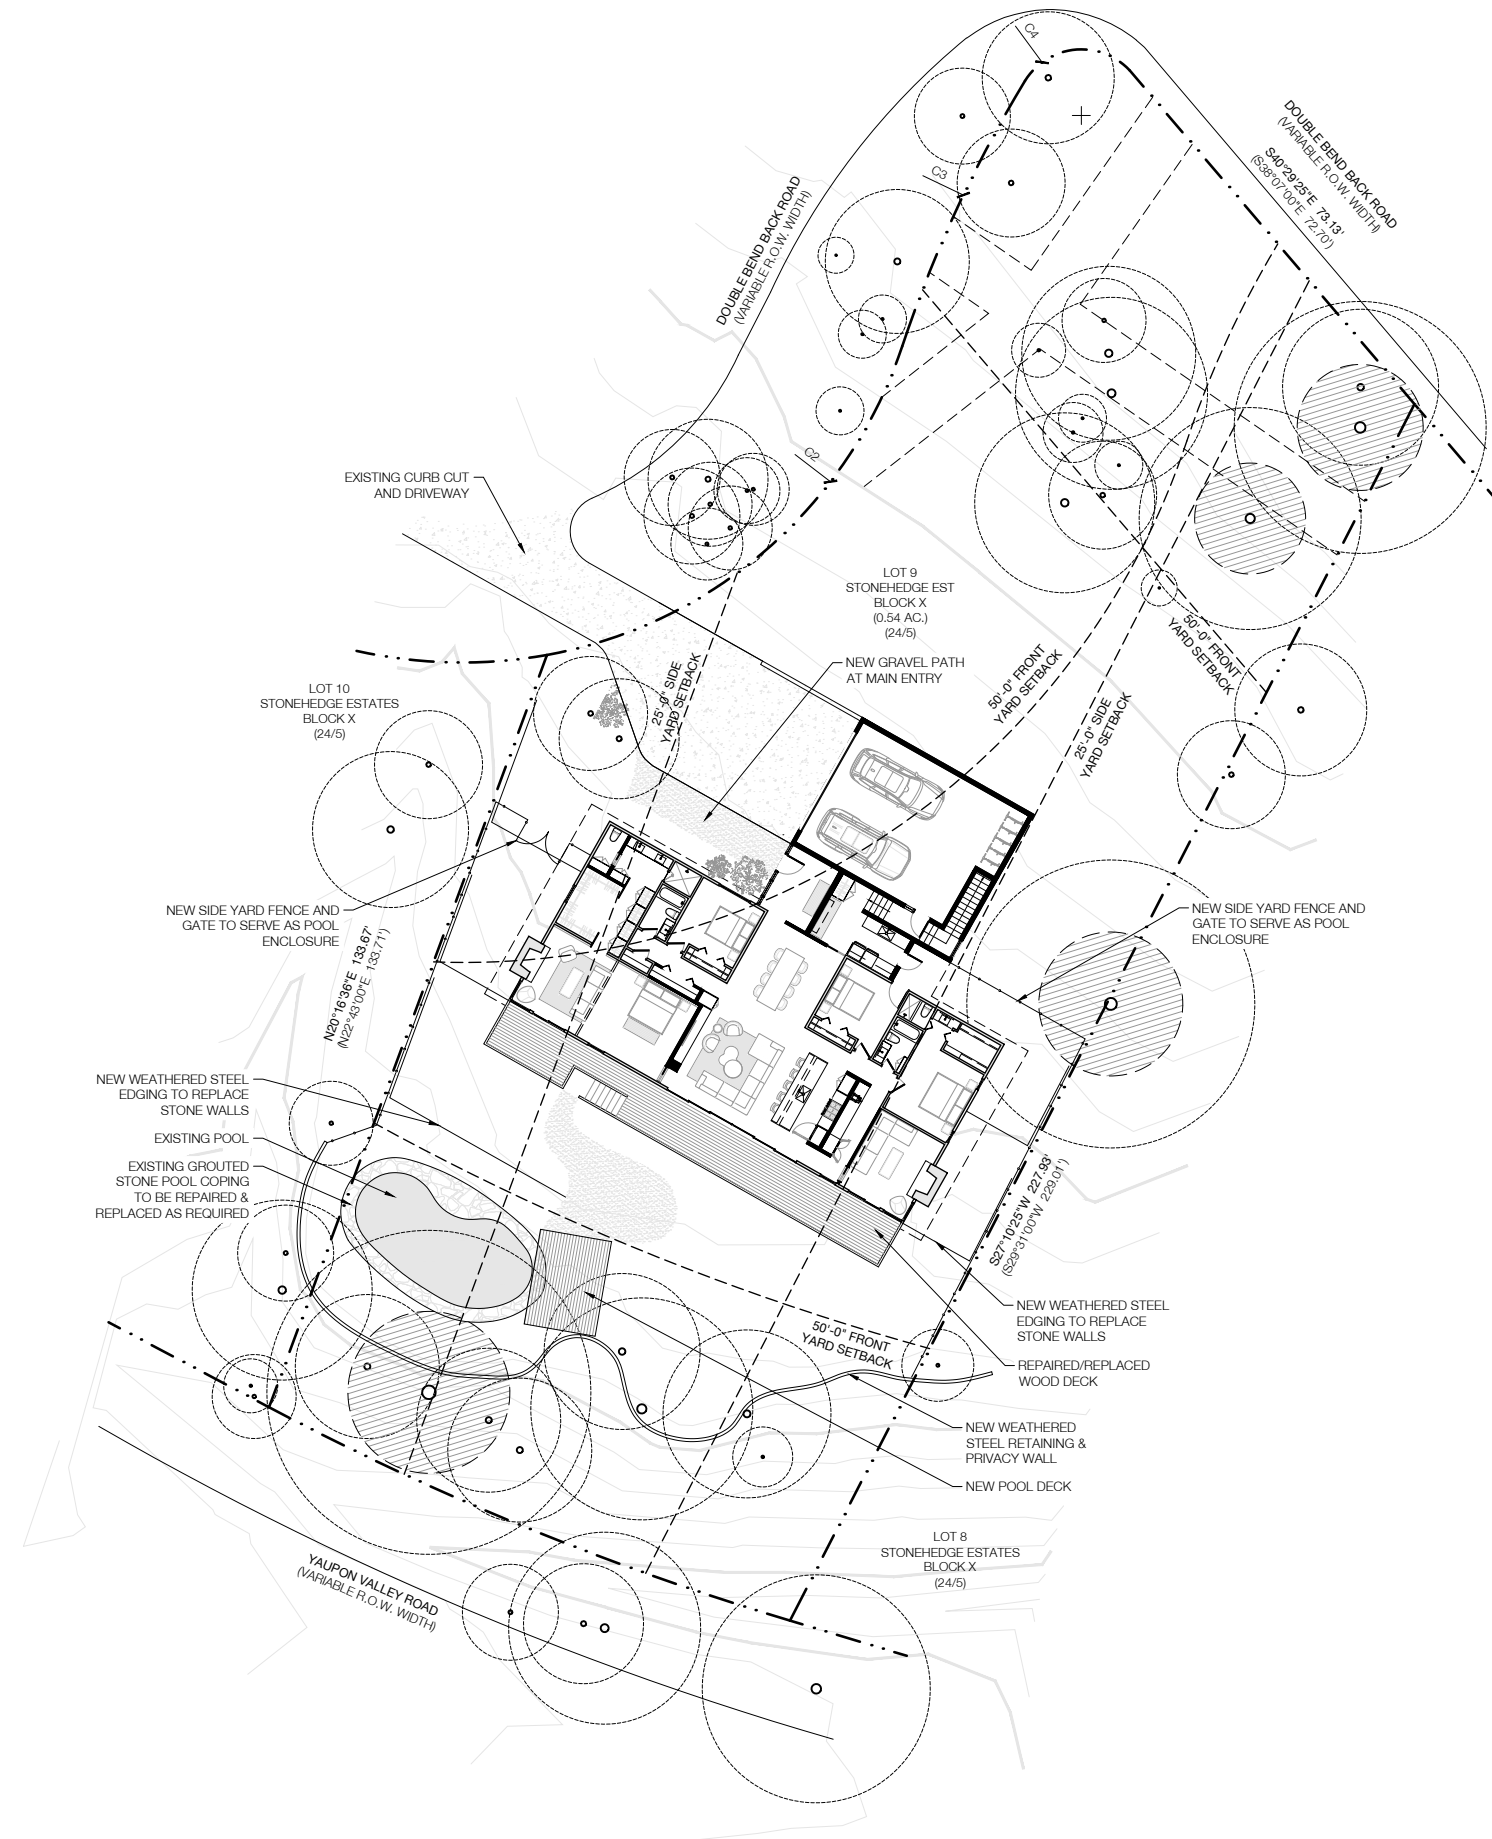 C4
DOUBLE BEND BACK ROAD
(VARIABLE R.O.W. WIDTH)
S40°29'25"E 73.13'
(S38°07'00"E 72.70')
C3
DOUBLE BEND BACK ROAD
(VARIABLE R.O.W. WIDTH)
C2
EXISTING CURB CUT
AND DRIVEWAY
LOT 9
STONEHEDGE EST
BLOCK X
(0.54 AC.)
(24/5)
50'-0" FRONT
YARD SETBACK
NEW GRAVEL PATH
AT MAIN ENTRY
25'-0" SIDE
YARD SETBACK
50'-0" FRONT
YARD SETBACK
25'-0" SIDE
YARD SETBACK
LOT 10
STONEHEDGE ESTATES
BLOCK X
(24/5)
NEW SIDE YARD FENCE AND
GATE TO SERVE AS POOL
ENCLOSURE
NEW SIDE YARD FENCE AND
GATE TO SERVE AS POOL
ENCLOSURE
N20°16'36"E 133.67'
(N22°43'00"E 133.71')
NEW WEATHERED STEEL
EDGING TO REPLACE
STONE WALLS
EXISTING POOL
EXISTING GROUTED
STONE POOL COPING
TO BE REPAIRED &
REPLACED AS REQUIRED
S27°10'25"W 227.93'
(S29°31'00"W 229.01')
NEW WEATHERED STEEL
EDGING TO REPLACE
STONE WALLS
50'-0" FRONT
YARD SETBACK
REPAIRED/REPLACED
WOOD DECK
NEW WEATHERED
STEEL RETAINING &
PRIVACY WALL
NEW POOL DECK
LOT 8
STONEHEDGE ESTATES
BLOCK X
(24/5)
YAUPON VALLEY ROAD
(VARIABLE R.O.W. WIDTH)